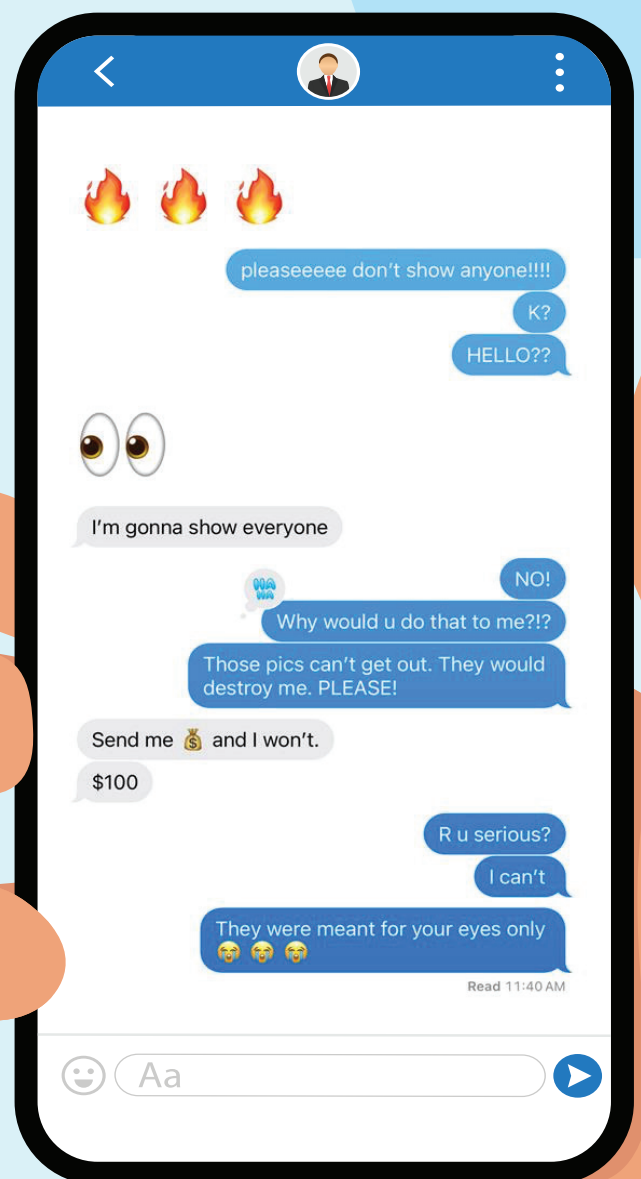 🔥 🔥 🔥
pleaseeeee don’t show anyone!!!!
K?
HELLO??
👀
I’m gonna show everyone
NO!
HA
HA
Why would u do that to me?!?
Those pics can’t get out. They would
destroy me. PLEASE!
Send me 💰 and I won’t.
$100
R u serious?
I can’t
They were meant for your eyes only
😭 😭 😭
Read 11:40 AM
Aa